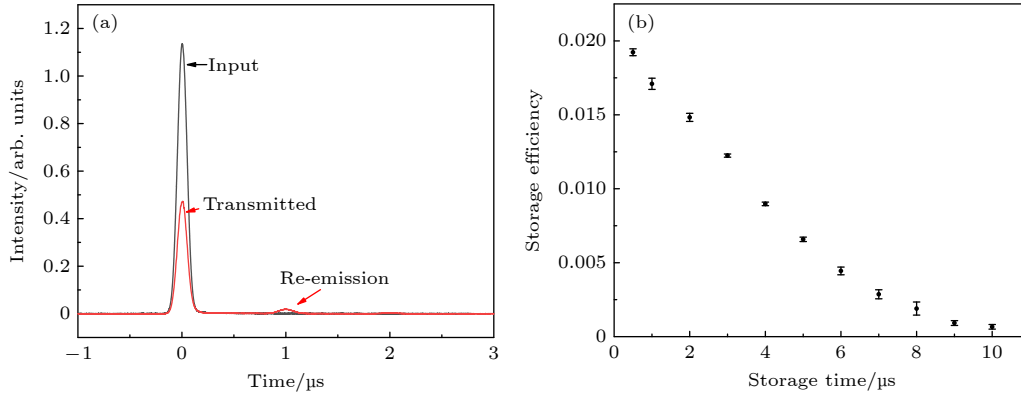 (a)
1.2
1.0
0.8
0.6
0.4
0.2
0
Intensity/arb. units
Input
Transmitted
Re-emission
−1 0 1 2 3
Time/μs
(b)
0.020
0.015
0.010
0.005
0
Storage efficiency
0 2 4 6 8 10
Storage time/μs